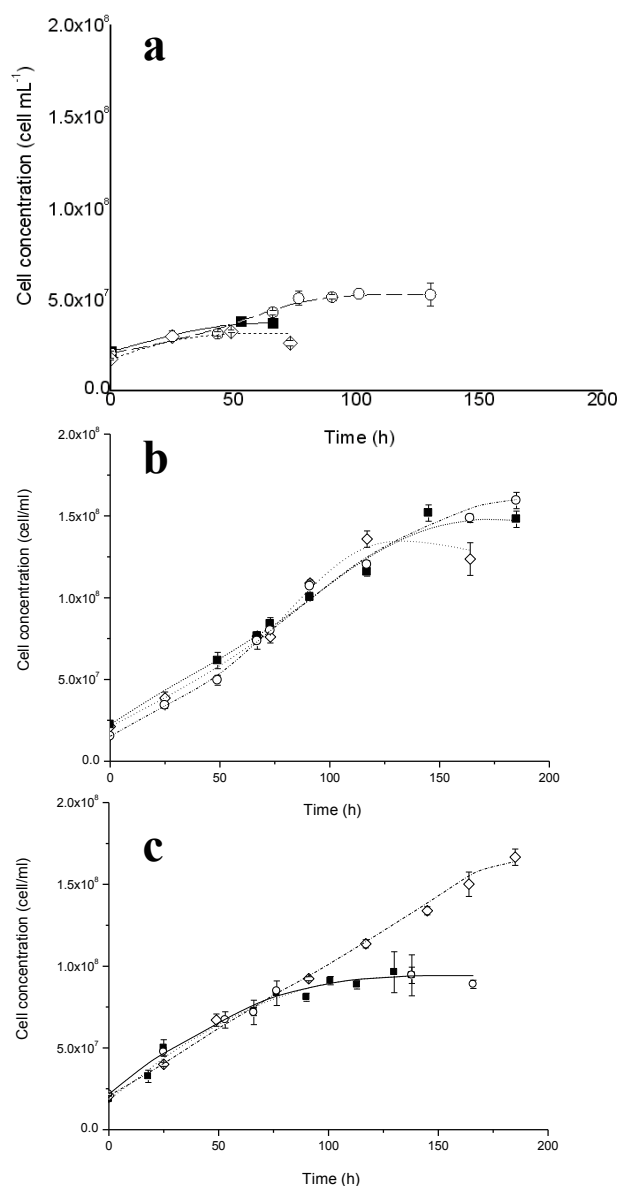 a
Cell concentration (cell mL⁻¹)
2.0x10⁸
1.5x10⁸
1.0x10⁸
5.0x10⁷
0.0
0 50 100 150 200
Time (h)
b
Cell concentration (cell/ml)
2.0x10⁸
1.5x10⁸
1.0x10⁸
5.0x10⁷
0.0
0 50 100 150 200
Time (h)
c
Cell concentration (cell/ml)
2.0x10⁸
1.5x10⁸
1.0x10⁸
5.0x10⁷
0.0
0 50 100 150 200
Time (h)